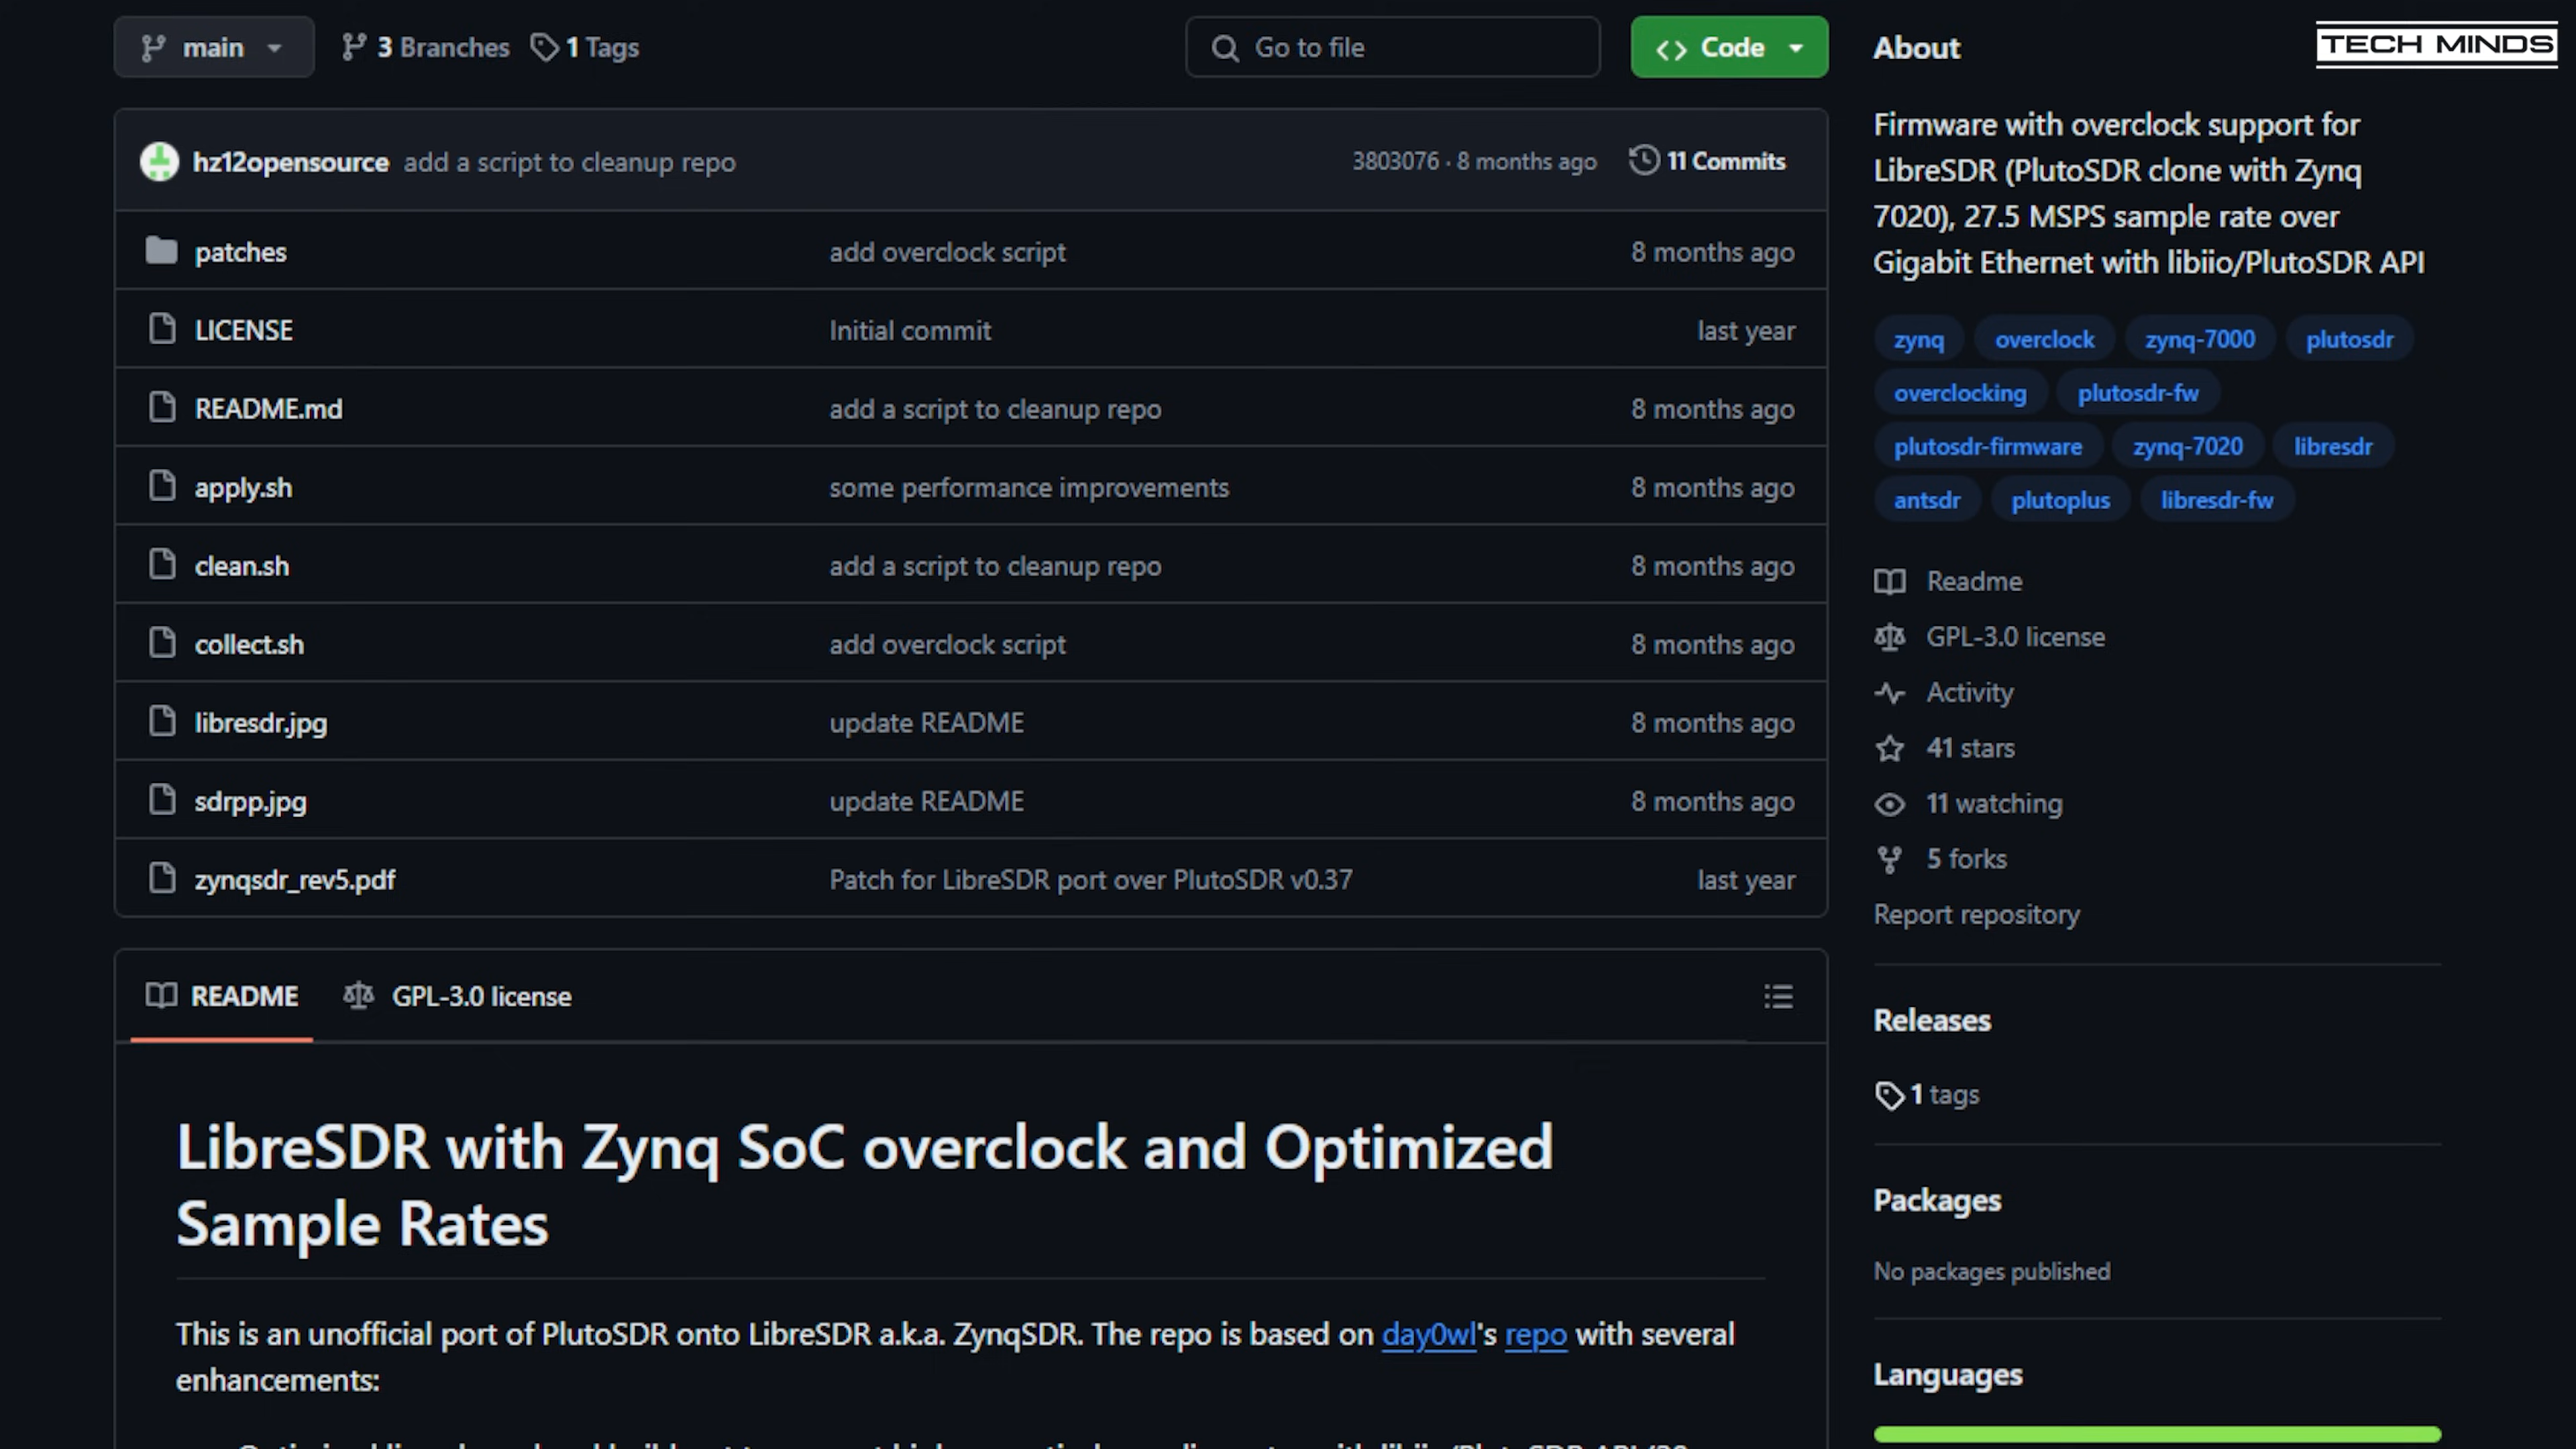 main
3 Branches
1 Tags
Go to file
Code
About
TECH MINDS
hz12opensource add a script to cleanup repo 3803076 · 8 months ago 11 Commits
patches add overclock script 8 months ago
LICENSE Initial commit last year
README.md add a script to cleanup repo 8 months ago
apply.sh some performance improvements 8 months ago
clean.sh add a script to cleanup repo 8 months ago
collect.sh add overclock script 8 months ago
libresdr.jpg update README 8 months ago
sdrpp.jpg update README 8 months ago
zynqsdr_rev5.pdf Patch for LibreSDR port over PlutoSDR v0.37 last year
README GPL-3.0 license
LibreSDR with Zynq SoC overclock and Optimized
Sample Rates
This is an unofficial port of PlutoSDR onto LibreSDR a.k.a. ZynqSDR. The repo is based on day0wl's repo with several
enhancements:
Firmware with overclock support for
LibreSDR (PlutoSDR clone with Zynq
7020), 27.5 MSPS sample rate over
Gigabit Ethernet with libiio/PlutoSDR API
zynq overclock zynq-7000 plutosdr
overclocking plutosdr-fw
plutosdr-firmware zynq-7020 libresdr
antsdr plutoplus libresdr-fw
Readme
GPL-3.0 license
Activity
41 stars
11 watching
5 forks
Report repository
Releases
1 tags
Packages
No packages published
Languages